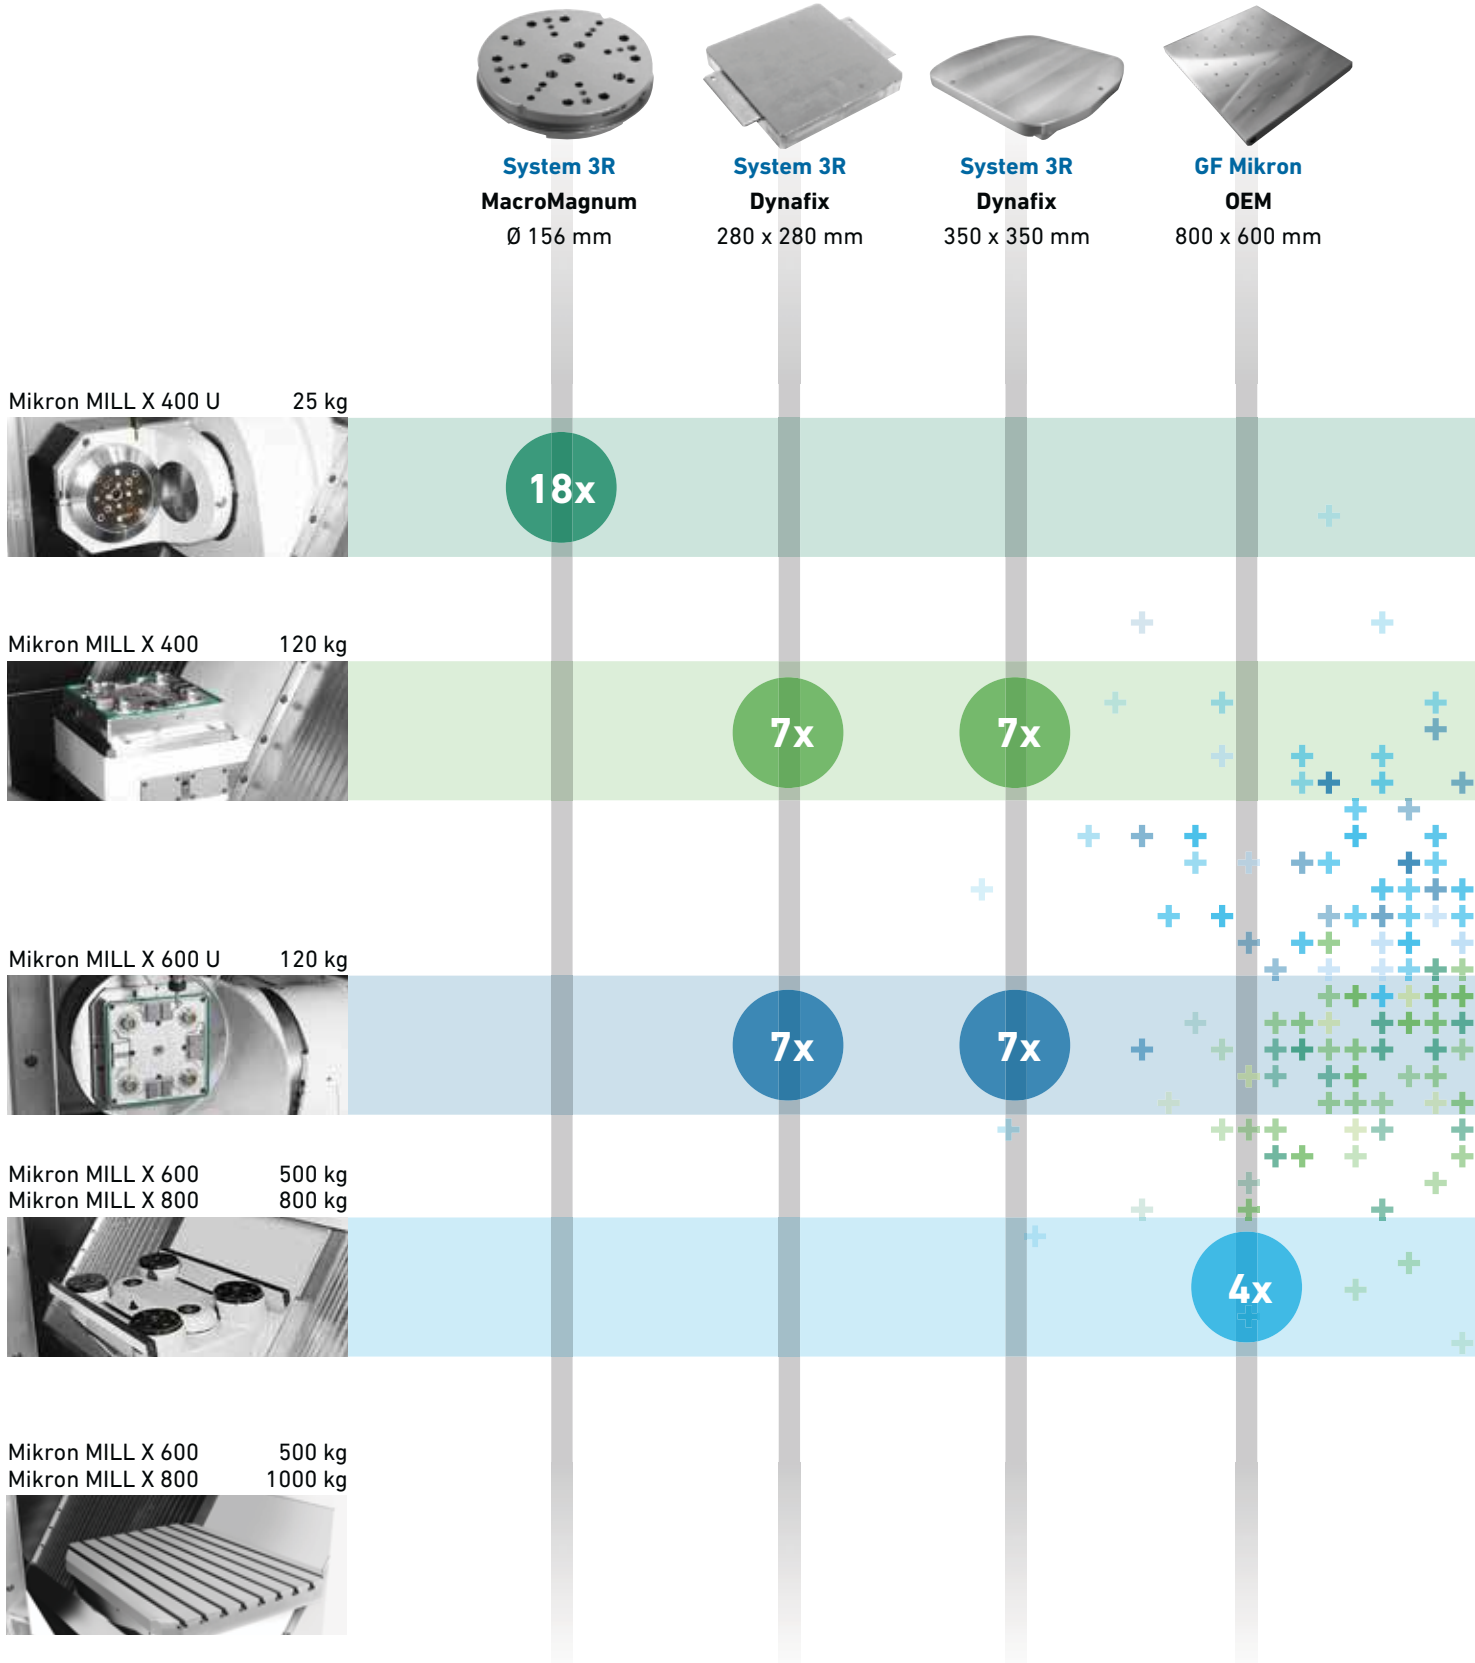 System 3R
MacroMagnum
Ø 156 mm
System 3R
Dynafix
280 x 280 mm
System 3R
Dynafix
350 x 350 mm
GF Mikron
OEM
800 x 600 mm
Mikron MILL X 400 U 25 kg
18x
Mikron MILL X 400 120 kg
7x 7x
Mikron MILL X 600 U 120 kg
7x 7x
Mikron MILL X 600 500 kg
Mikron MILL X 800 800 kg
4x
Mikron MILL X 600 500 kg
Mikron MILL X 800 1000 kg